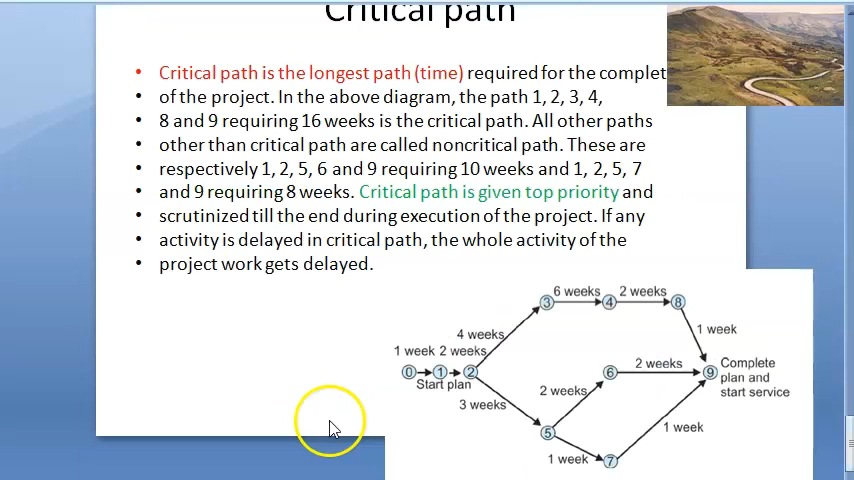 Critical path
• Critical path is the longest path (time) required for the complet
• of the project. In the above diagram, the path 1, 2, 3, 4,
• 8 and 9 requiring 16 weeks is the critical path. All other paths
• other than critical path are called noncritical path. These are
• respectively 1, 2, 5, 6 and 9 requiring 10 weeks and 1, 2, 5, 7
• and 9 requiring 8 weeks. Critical path is given top priority and
• scrutinized till the end during execution of the project. If any
• activity is delayed in critical path, the whole activity of the
• project work gets delayed.
6 weeks 2 weeks
3 4 8
4 weeks
1 week
1 week 2 weeks
2 weeks
0 1 2 6 9
Complete
plan and
start service
Start plan
2 weeks
3 weeks
1 week
5
1 week
7